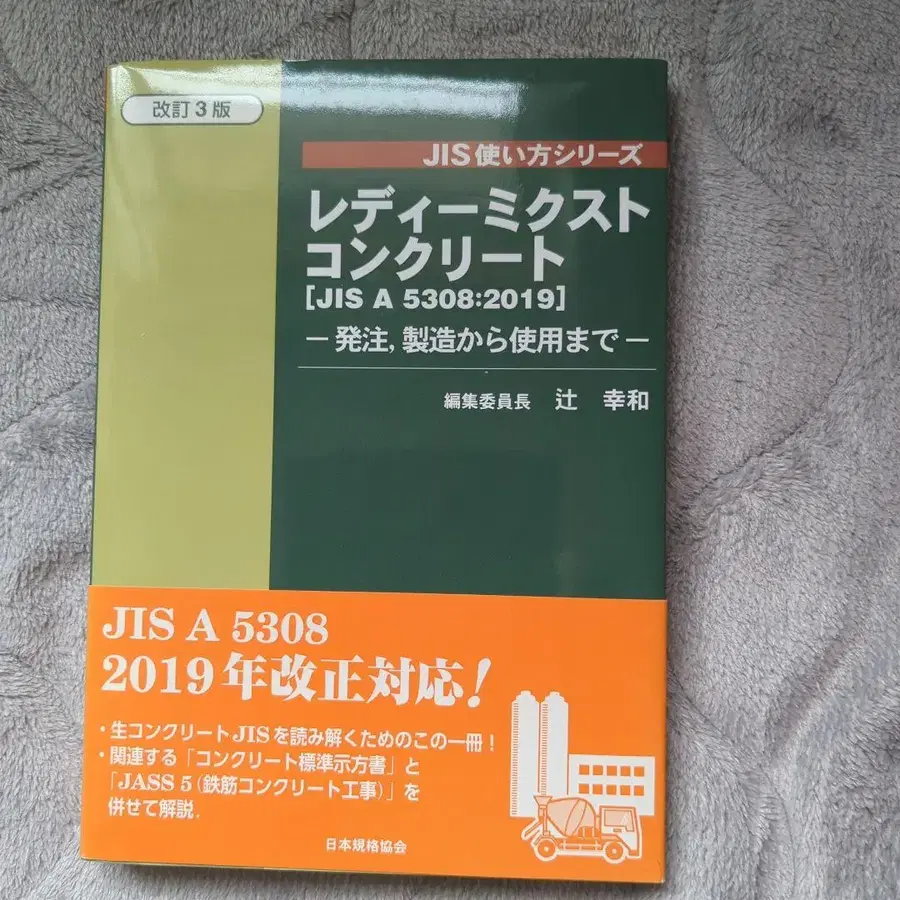 改訂3版
JIS使い方シリーズ
レディーミクスト
コンクリート
[JIS A 5308:2019]
―発注,製造から使用まで―
編集委員長 辻 幸和
JIS A 5308
2019年改正対応!
・生コンクリートJISを読み解くためのこの一冊!
・関連する「コンクリート標準示方書」と
「JASS 5(鉄筋コンクリート工事)」を
併せて解説.
日本規格協会